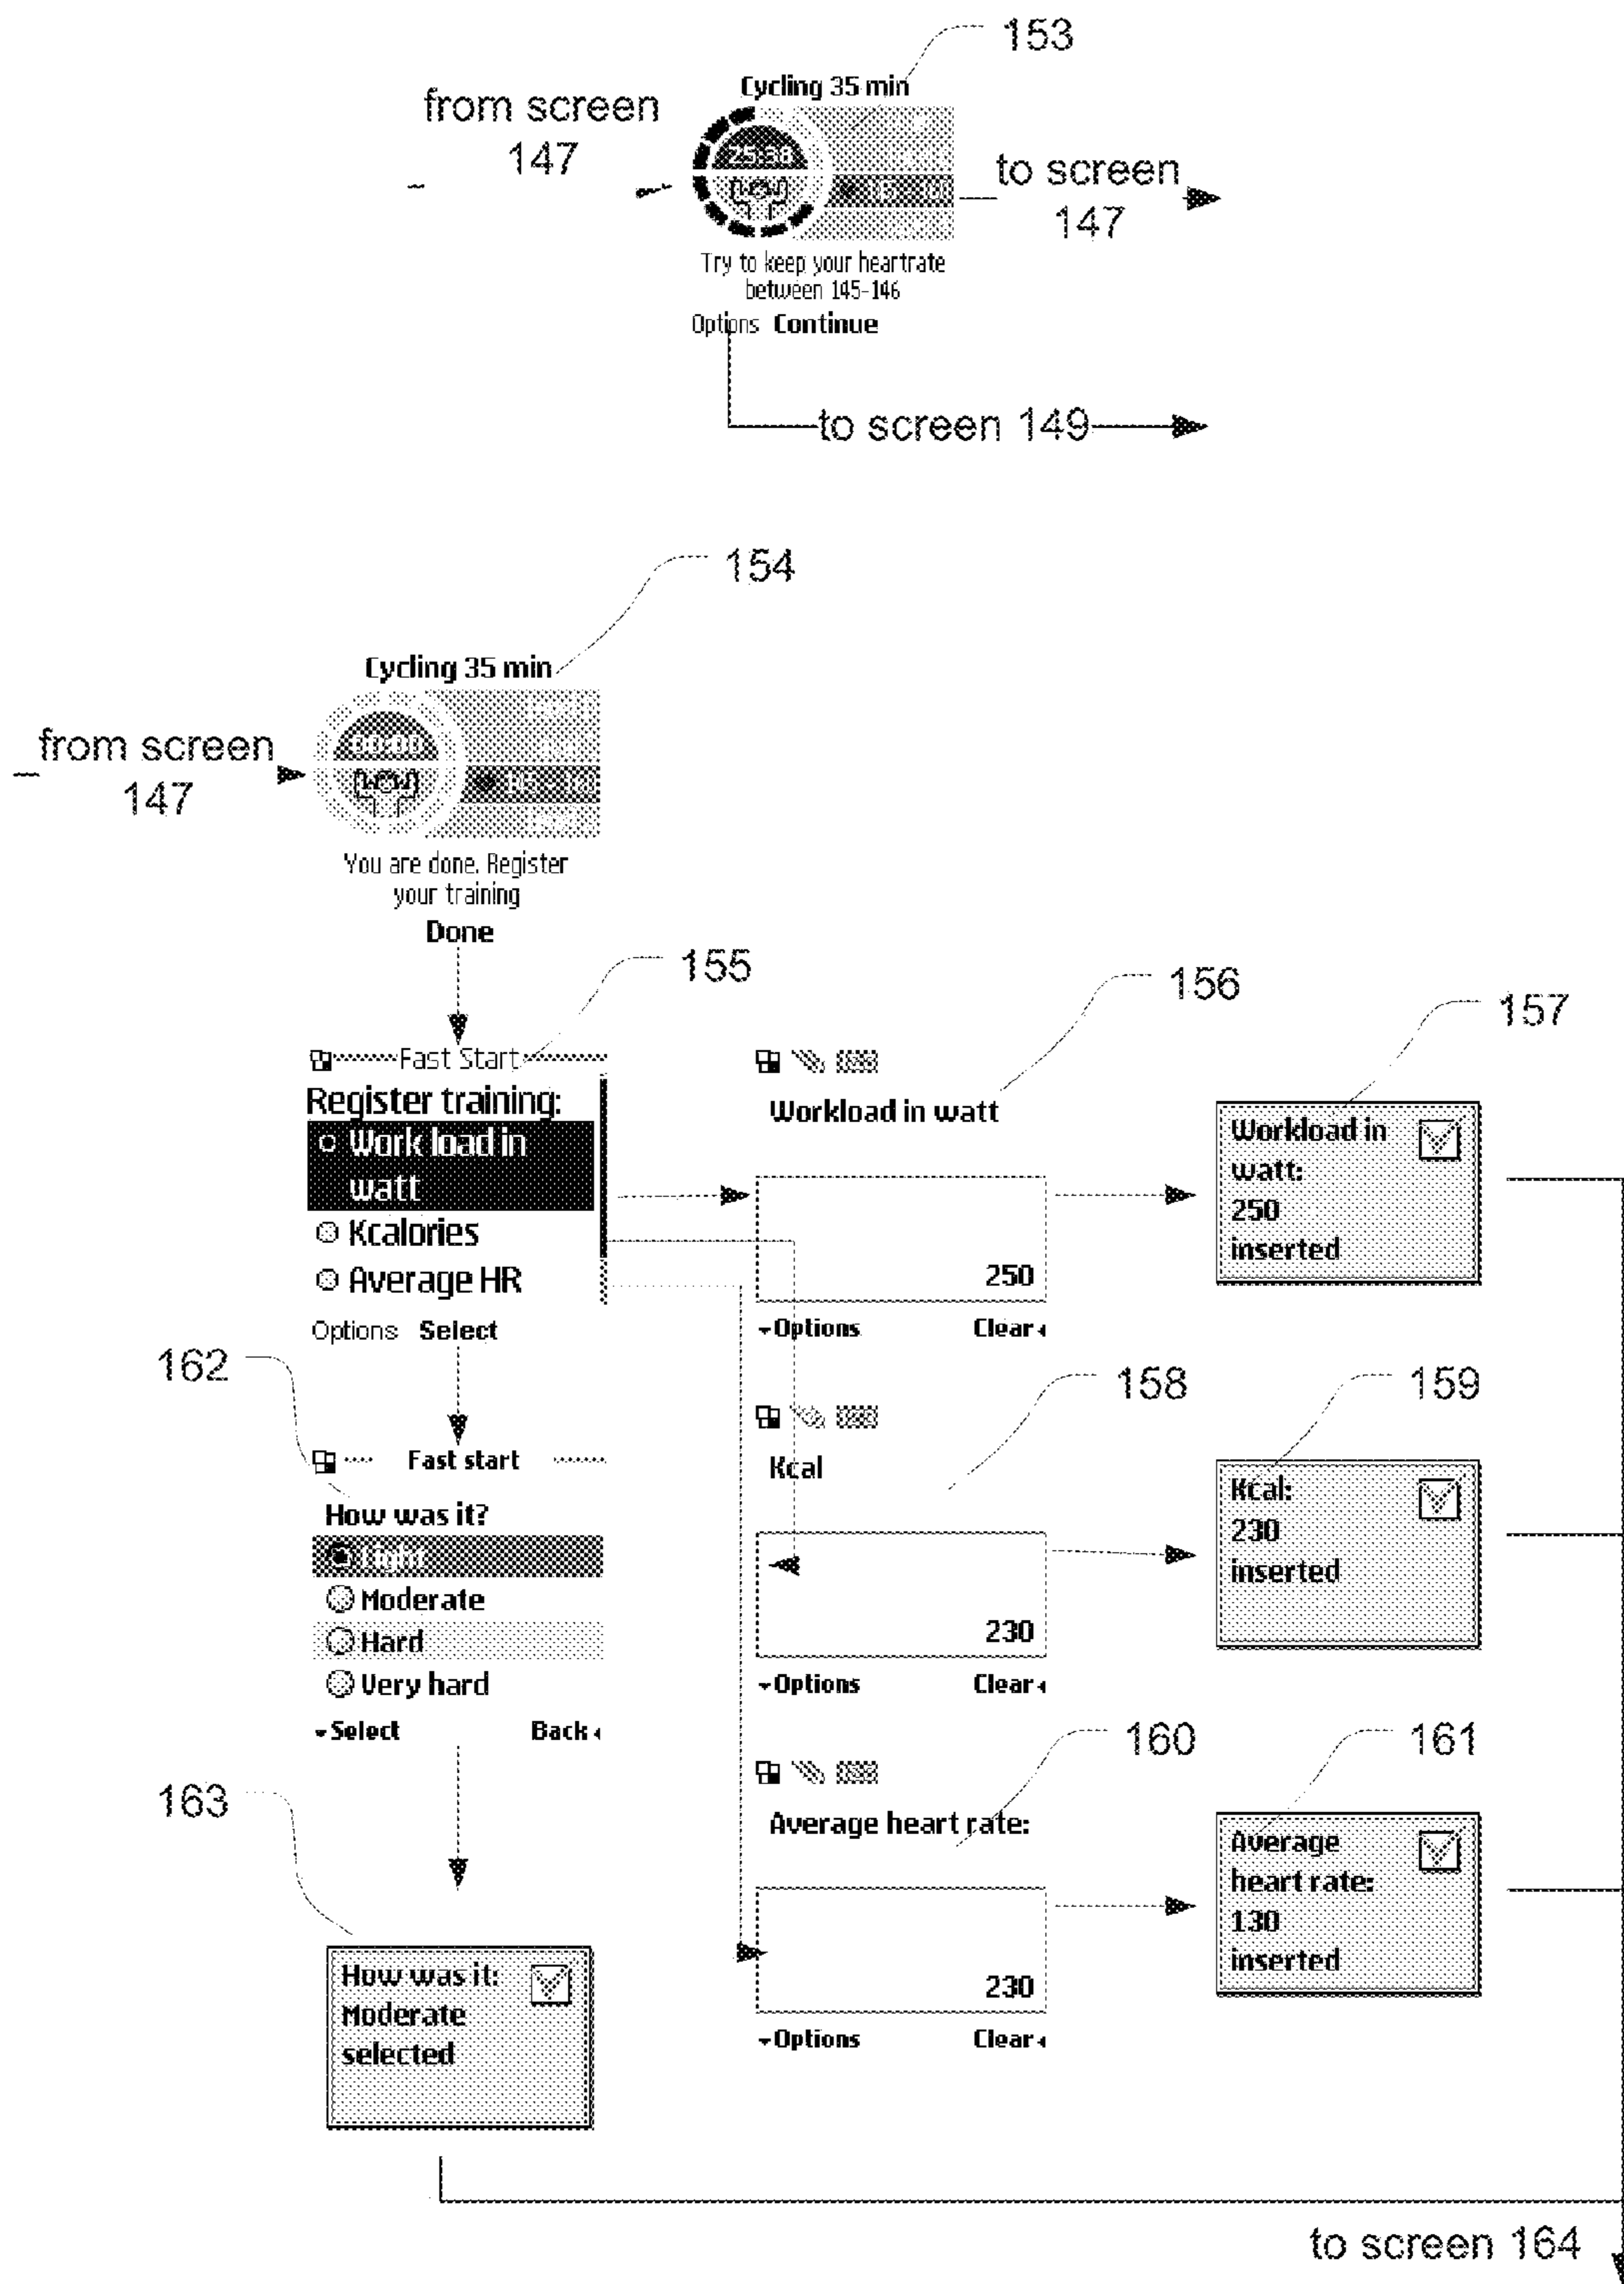 153
Cycling 35 min
from screen
147
25:38
to screen
147
Try to keep your heartrate
between 145-146
Options Continue
to screen 149
154
Cycling 35 min
from screen
147
00:00
You are done. Register
your training
Done
155
156
157
Fast Start
Register training:
Work load in
watt
Kcalories
Average HR
Options Select
Workload in watt
250
Options Clear
Workload in
watt:
250
inserted
162
158
159
Fast start
How was it?
Light
Moderate
Hard
Very hard
Select Back
Kcal
230
Options Clear
Kcal:
230
inserted
160
161
163
Average heart rate:
230
Options Clear
Average
heart rate:
130
inserted
How was it:
Moderate
selected
to screen 164